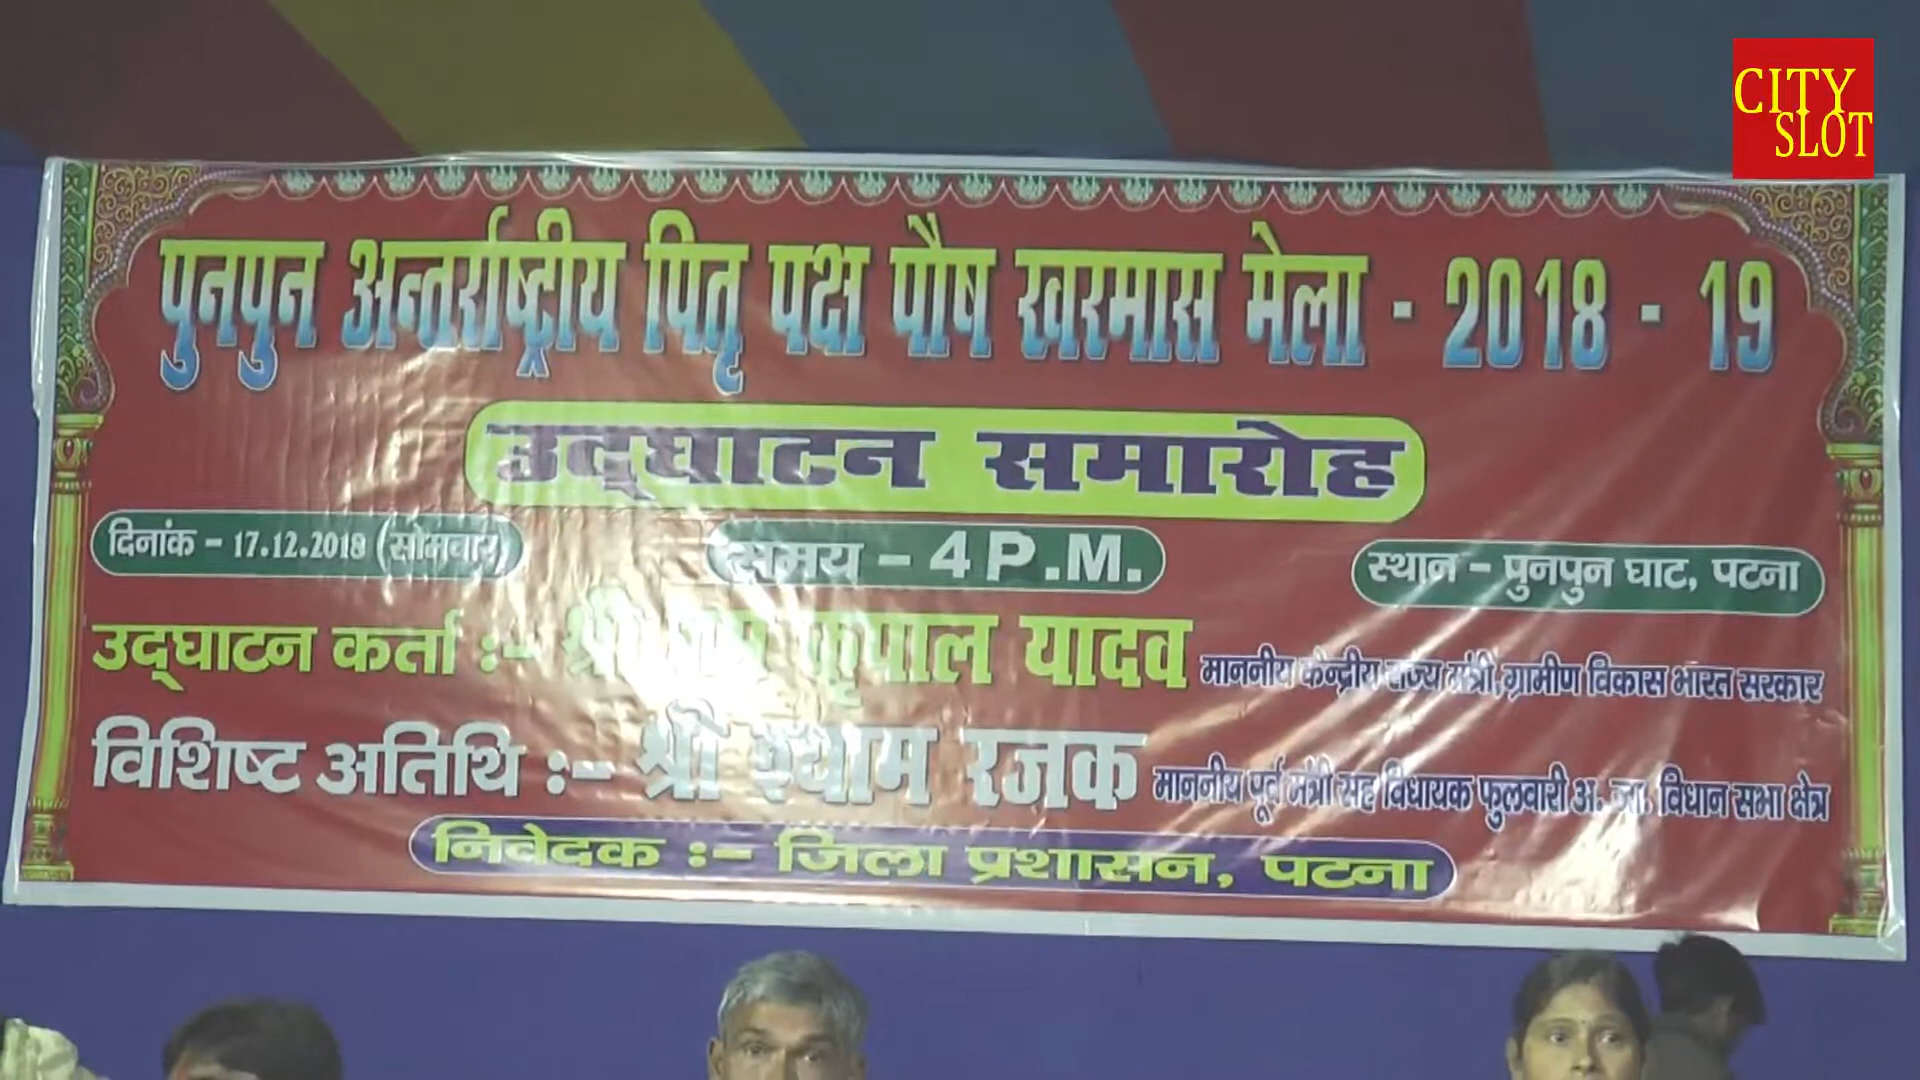 CITY
SLOT
पुनपुन अन्तर्राष्ट्रीय पितृ पक्ष पौष खरमास मेला - 2018 - 19
उद्घाटन समारोह
दिनांक - 17.12.2018 (सोमवार) समय - 4 P.M. स्थान - पुनपुन घाट, पटना
उद्घाटन कर्ता :- श्री राम कृपाल यादव माननीय केन्द्रीय राज्य मंत्री, ग्रामीण विकास भारत सरकार
विशिष्ट अतिथि :- श्री श्याम रजक माननीय पूर्व मंत्री सह विधायक फुलवारी अ. जा. विधान सभा क्षेत्र
निवेदक :- जिला प्रशासन, पटना